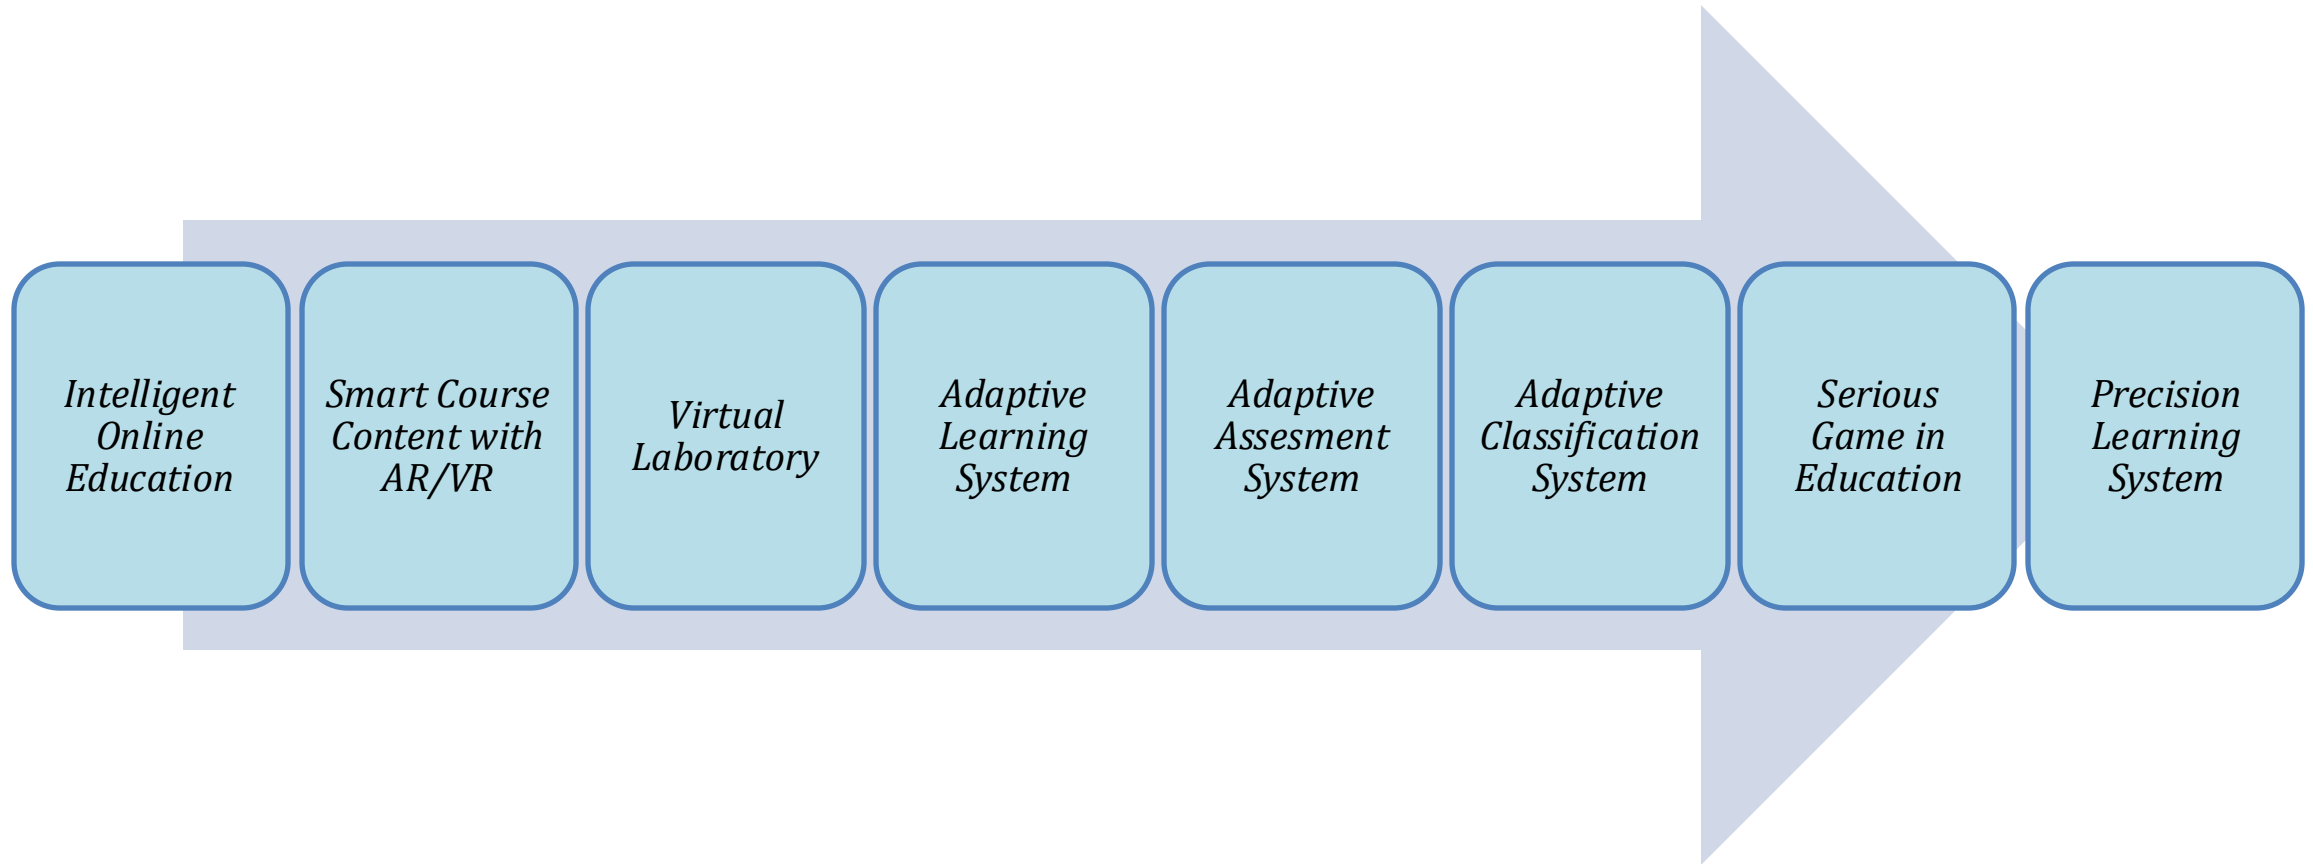 Intelligent
Online
Education
Smart Course
Content with
AR/VR
Virtual
Laboratory
Adaptive
Learning
System
Adaptive
Assesment
System
Adaptive
Classification
System
Serious
Game in
Education
Precision
Learning
System